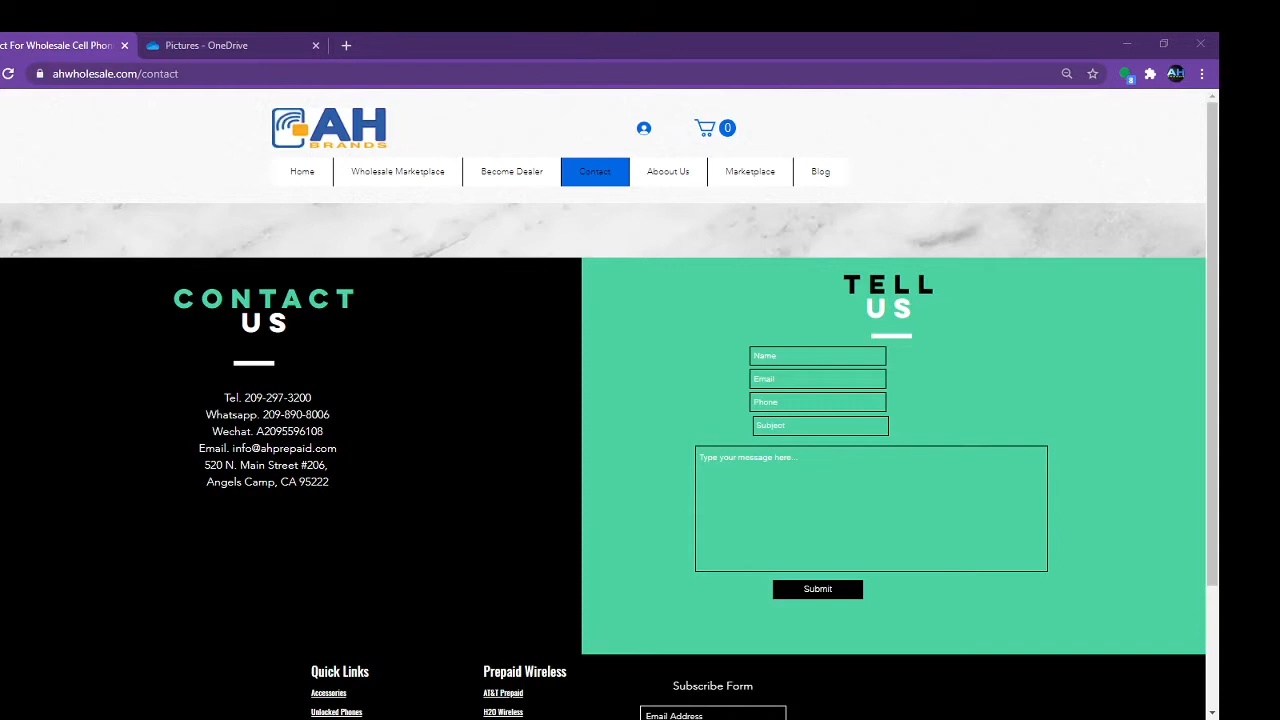 ct For Wholesale Cell Phon
Pictures - OneDrive
ahwholesale.com/contact
8
AH
AH
BRANDS
0
Home
Wholesale Marketplace
Become Dealer
Contact
Aboout Us
Marketplace
Blog
CONTACT
US
Tel. 209-297-3200
Whatsapp. 209-890-8006
Wechat. A2095596108
Email. info@ahprepaid.com
520 N. Main Street #206,
Angels Camp, CA 95222
TELL
US
Name
Email
Phone
Subject
Type your message here...
Submit
Quick Links
Accessories
Unlocked Phones
Prepaid Wireless
AT&T Prepaid
H2O Wireless
Subscribe Form
Email Address